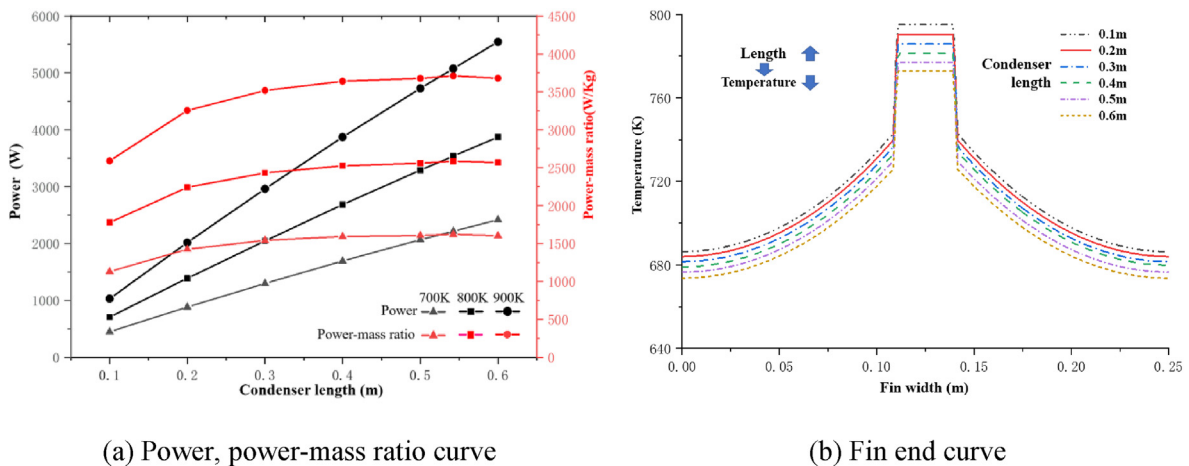 6000
5000
4000
3000
2000
1000
0
Power (W)
4500
4000
3500
3000
2500
2000
1500
1000
500
0
Power-mass ratio(W/Kg)
700K 800K 900K
Power
Power-mass ratio
0.1 0.2 0.3 0.4 0.5 0.6
Condenser length (m)
(a) Power, power-mass ratio curve
800
760
720
680
640
Temperature (K)
Length
Temperature
Condenser
length
0.1m
0.2m
0.3m
0.4m
0.5m
0.6m
0.00 0.05 0.10 0.15 0.20 0.25
Fin width (m)
(b) Fin end curve